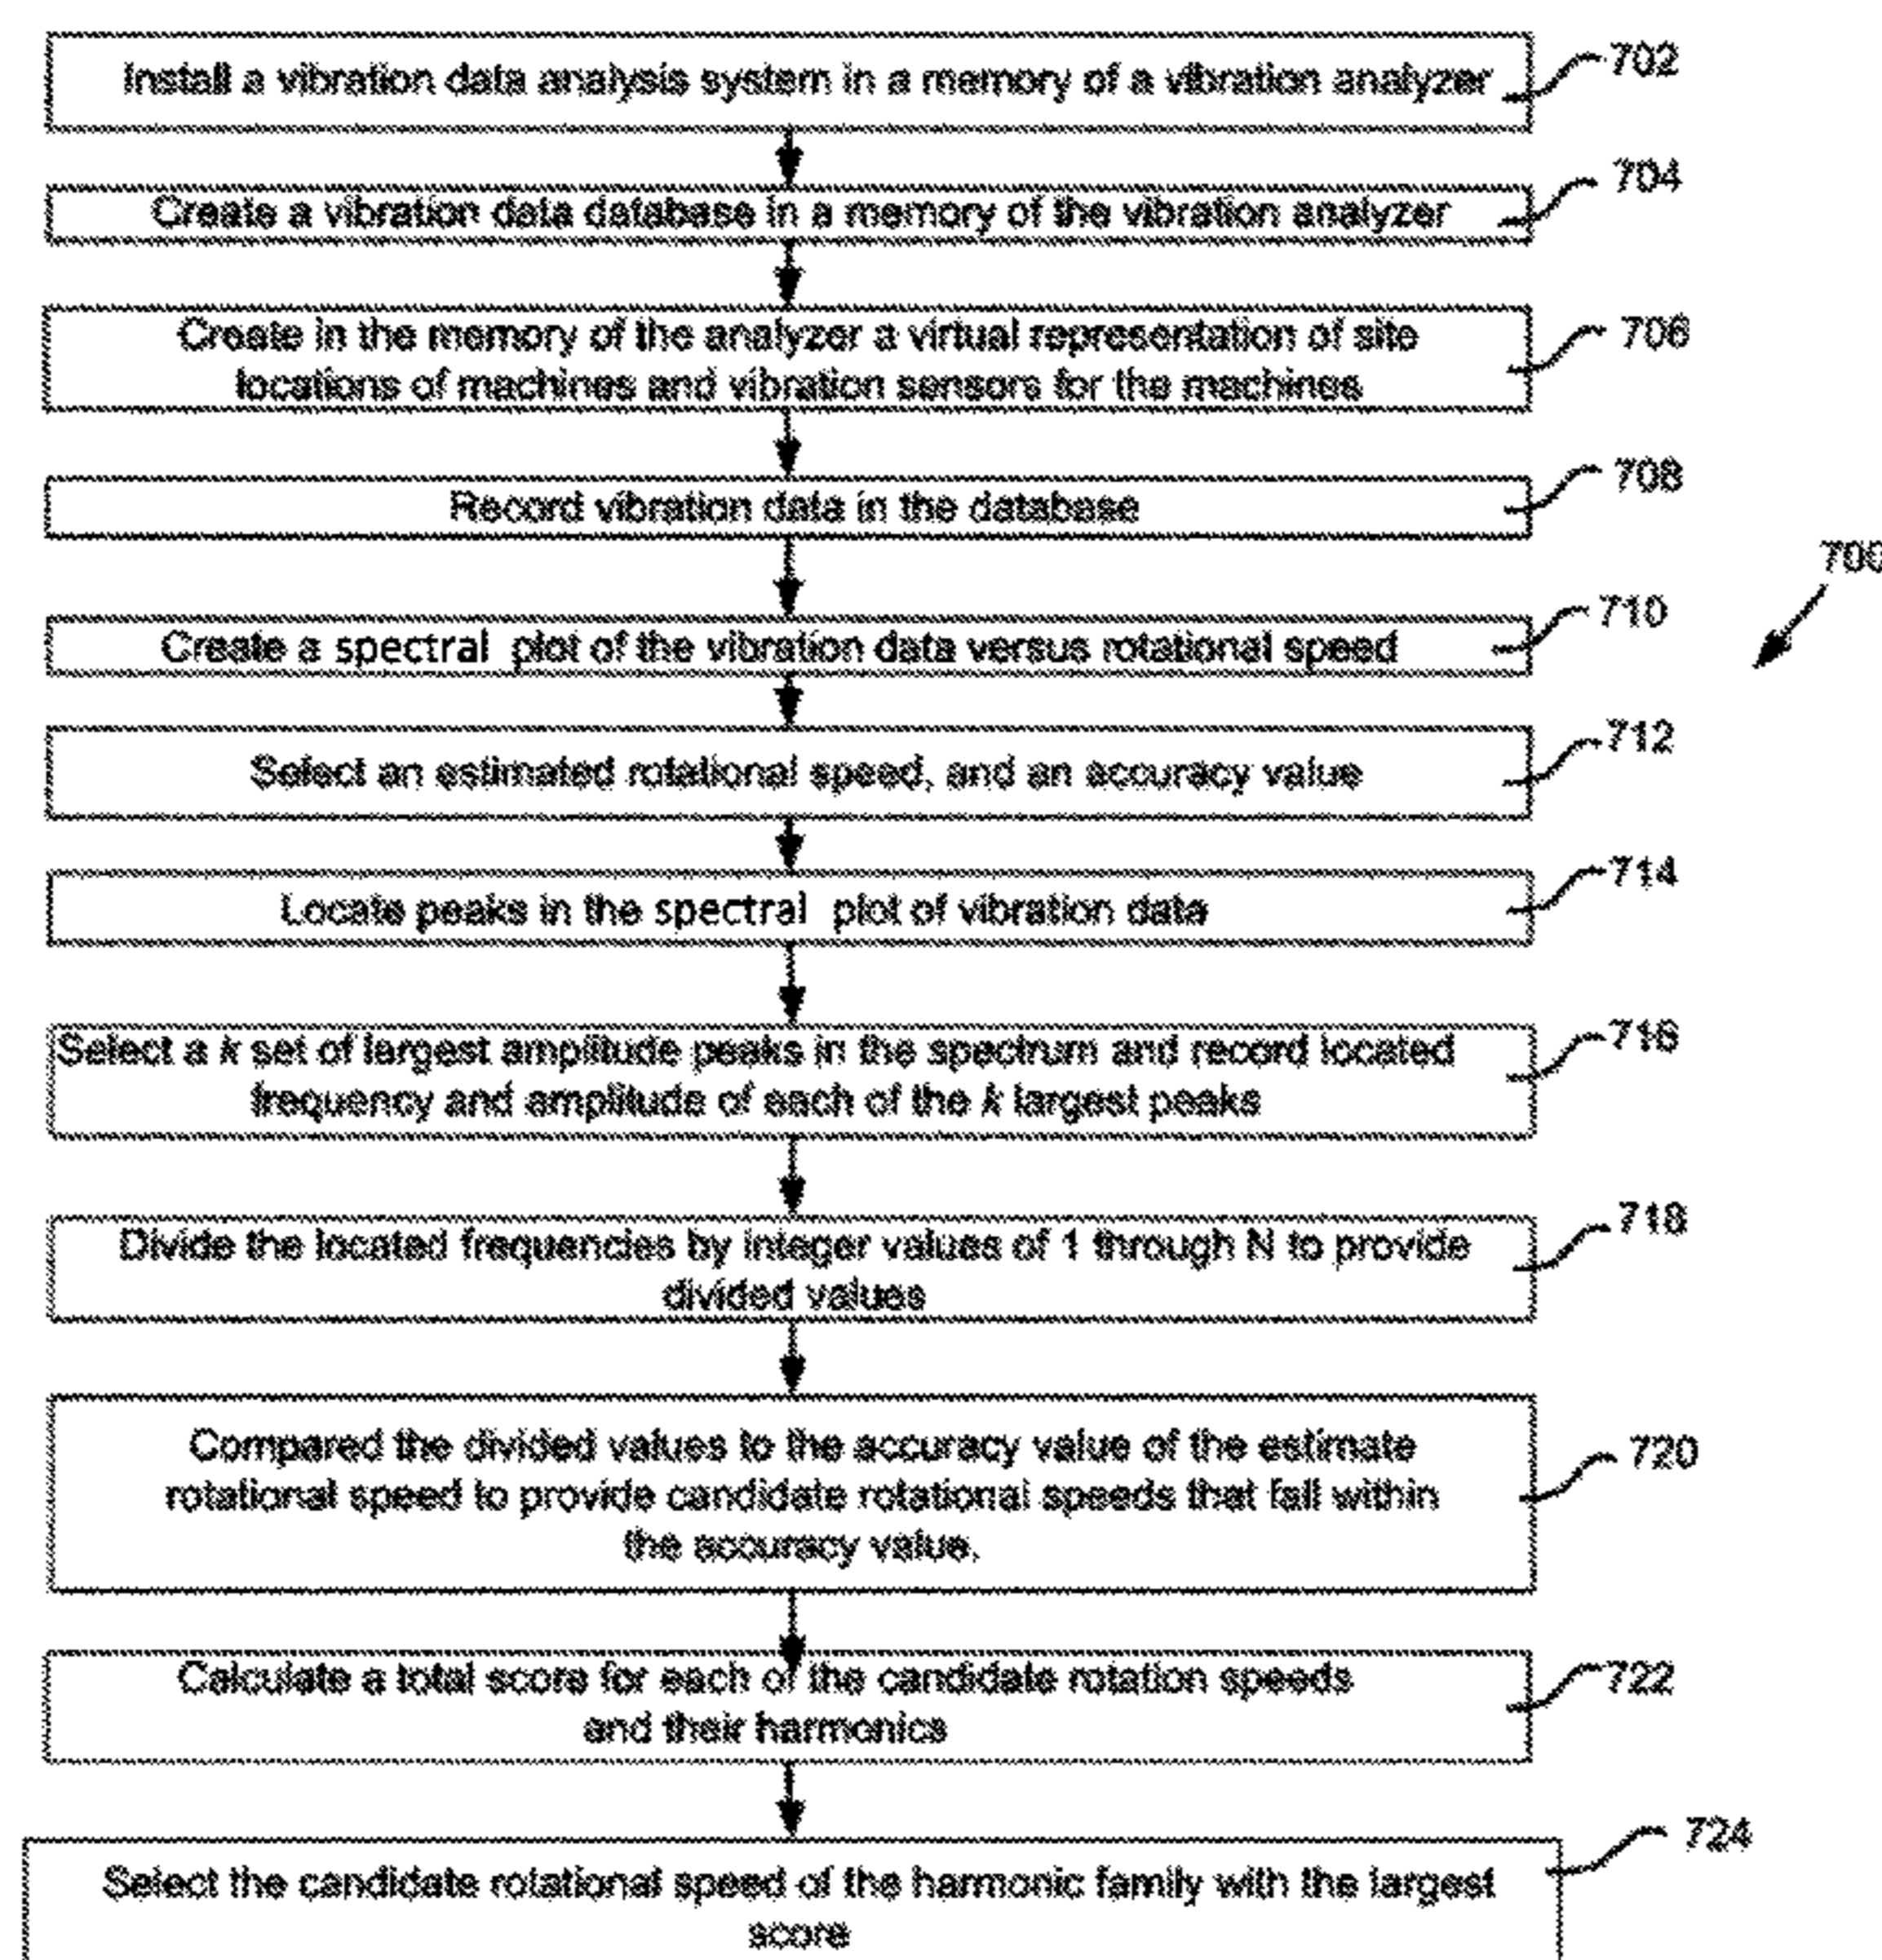 Install a vibration data analysis system in a memory of a vibration analyzer
702
Create a vibration data database in a memory of the vibration analyzer
704
Create in the memory of the analyzer a virtual representation of site
locations of machines and vibration sensors for the machines
706
Record vibration data in the database
708
700
Create a spectral plot of the vibration data versus rotational speed
710
Select an estimated rotational speed, and an accuracy value
712
Locate peaks in the spectral plot of vibration data
714
Select a k set of largest amplitude peaks in the spectrum and record located
frequency and amplitude of each of the k largest peaks
716
Divide the located frequencies by integer values of 1 through N to provide
divided values
718
Compared the divided values to the accuracy value of the estimate
rotational speed to provide candidate rotational speeds that fall within
the accuracy value.
720
Calculate a total score for each of the candidate rotation speeds
and their harmonics
722
Select the candidate rotational speed of the harmonic family with the largest
score
724